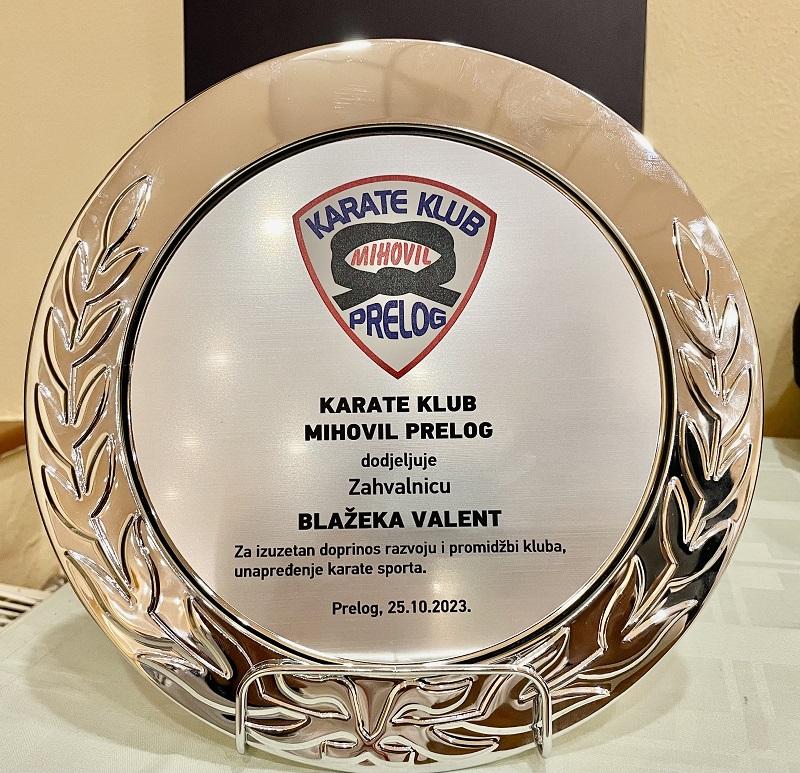 KARATE KLUB
MIHOVIL
PRELOG
KARATE KLUB
MIHOVIL PRELOG
dodjeljuje
Zahvalnicu
BLAŽEKA VALENT
Za izuzetan doprinos razvoju i promidžbi kluba,
unapređenje karate sporta.
Prelog, 25.10.2023.